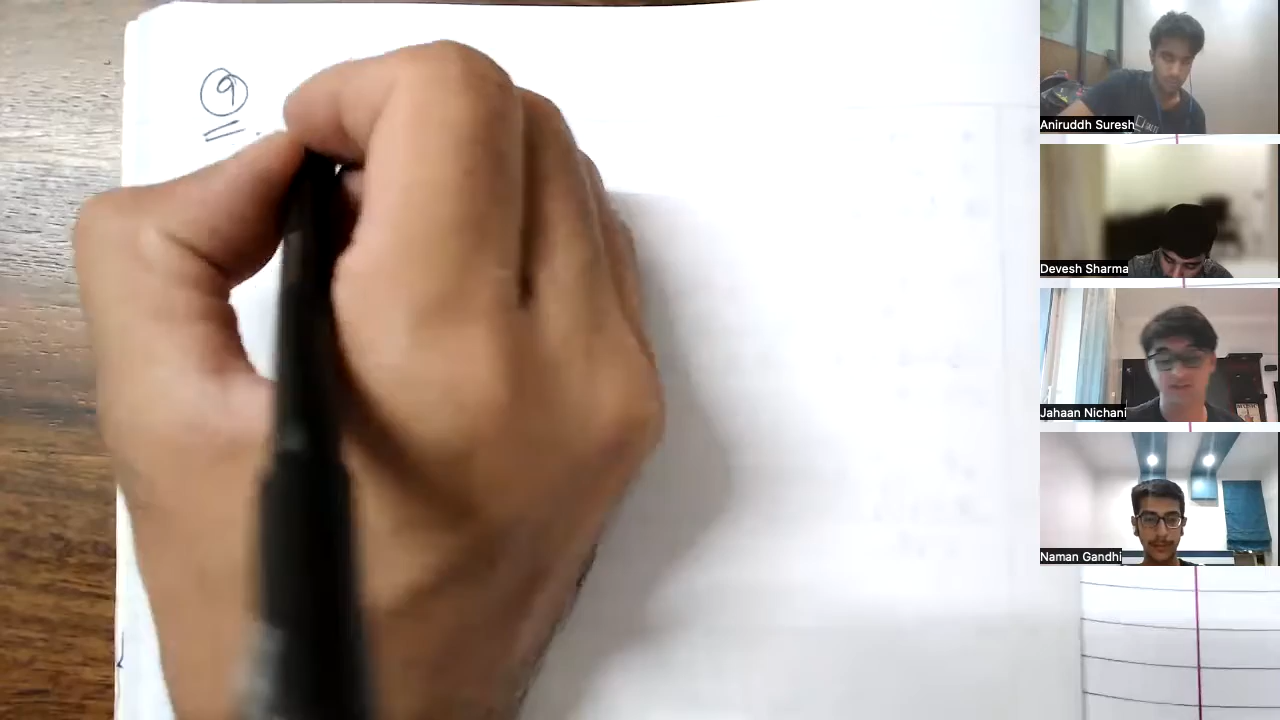 9
Aniruddh Suresh
Devesh Sharma
Jahaan Nichani
Naman Gandhi